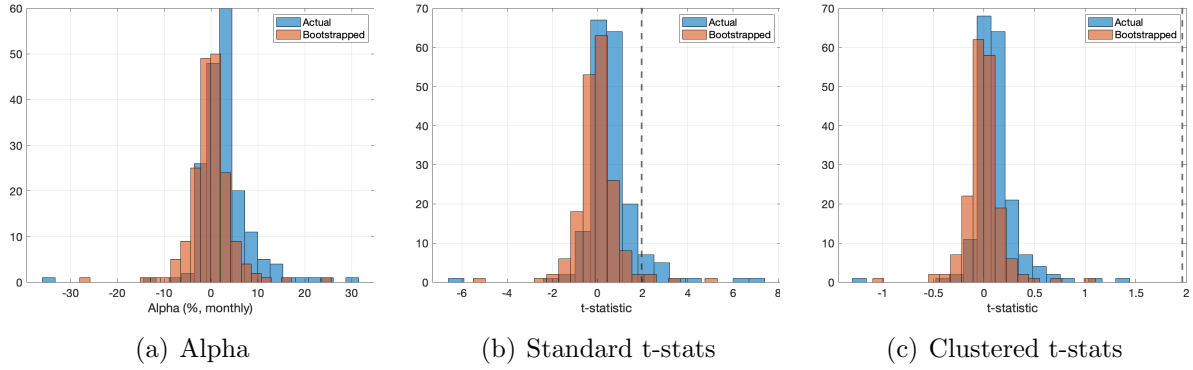 60
50
40
30
20
10
0
-30 -20 -10 0 10 20 30
Alpha (%, monthly)
Actual
Bootstrapped
(a) Alpha
70
60
50
40
30
20
10
0
-6 -4 -2 0 2 4 6 8
t-statistic
Actual
Bootstrapped
(b) Standard t-stats
70
60
50
40
30
20
10
0
-1 -0.5 0 0.5 1 1.5 2
t-statistic
Actual
Bootstrapped
(c) Clustered t-stats